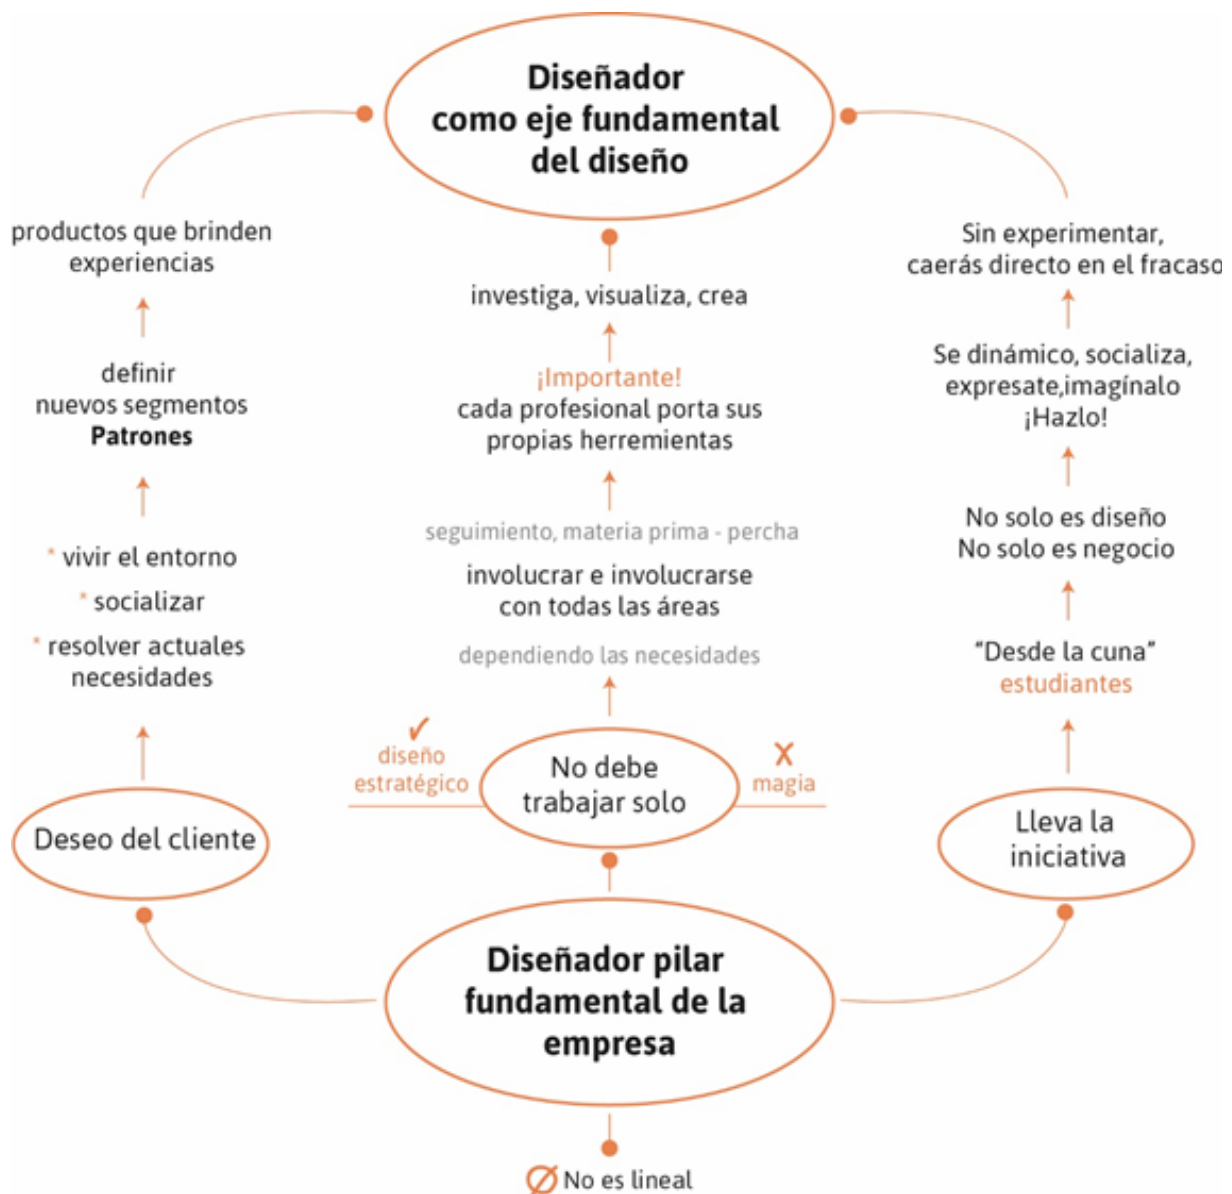 Diseñador
como eje fundamental
del diseño
productos que brinden
experiencias
definir
nuevos segmentos
Patrones
* vivir el entorno
* socializar
* resolver actuales
necesidades
Deseo del cliente
investiga, visualiza, crea
¡Importante!
cada profesional porta sus
propias herremientas
seguimiento, materia prima - percha
involucrar e involucrarse
con todas las áreas
dependiendo las necesidades
✓
diseño
estratégico
No debe
trabajar solo
X
magia
Sin experimentar,
caerás directo en el fracaso
Se dinámico, socializa,
expresate,imagínalo
¡Hazlo!
No solo es diseño
No solo es negocio
“Desde la cuna”
estudiantes
Lleva la
iniciativa
Diseñador pilar
fundamental de la
empresa
No es lineal